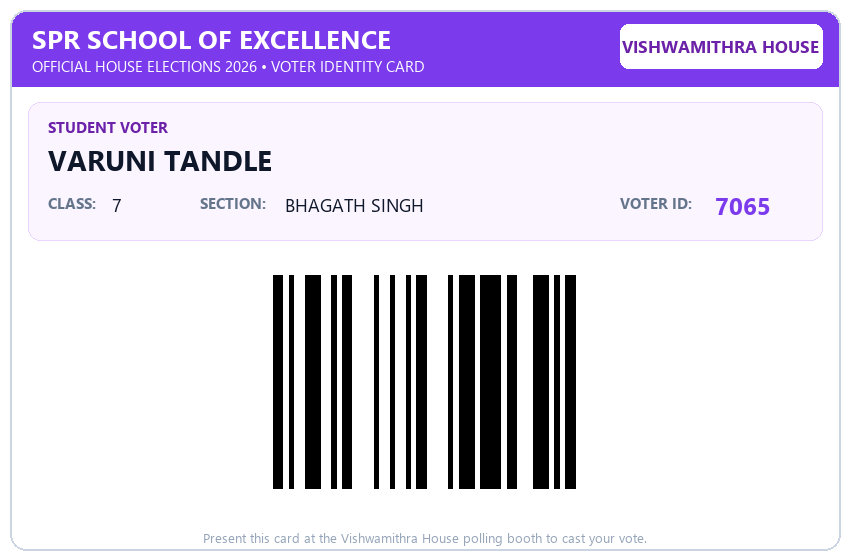 SPR SCHOOL OF EXCELLENCE
OFFICIAL HOUSE ELECTIONS 2026 • VOTER IDENTITY CARD
VISHWAMITHRA HOUSE
STUDENT VOTER
VARUNI TANDLE
CLASS: 7 SECTION: BHAGATH SINGH VOTER ID: 7065
Present this card at the Vishwamithra House polling booth to cast your vote.